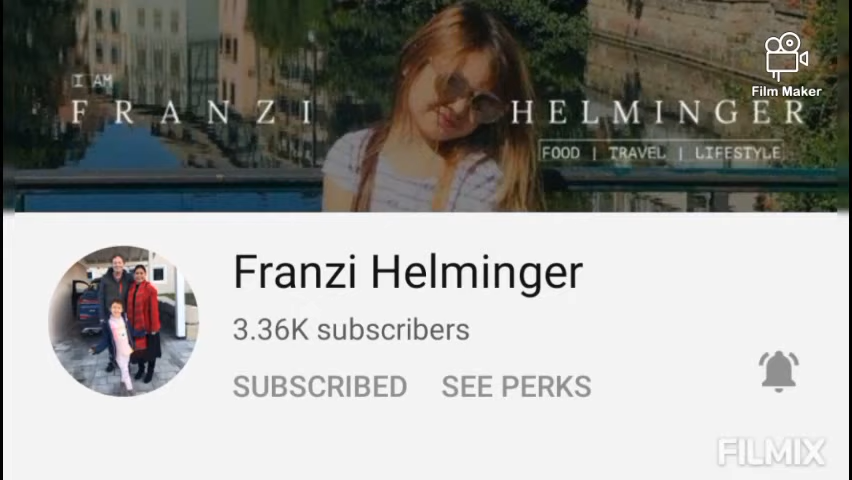 Film Maker
I AM
FRANZI HELMINGER
FOOD | TRAVEL | LIFESTYLE
Franzi Helminger
3.36K subscribers
SUBSCRIBED SEE PERKS
FILMIX